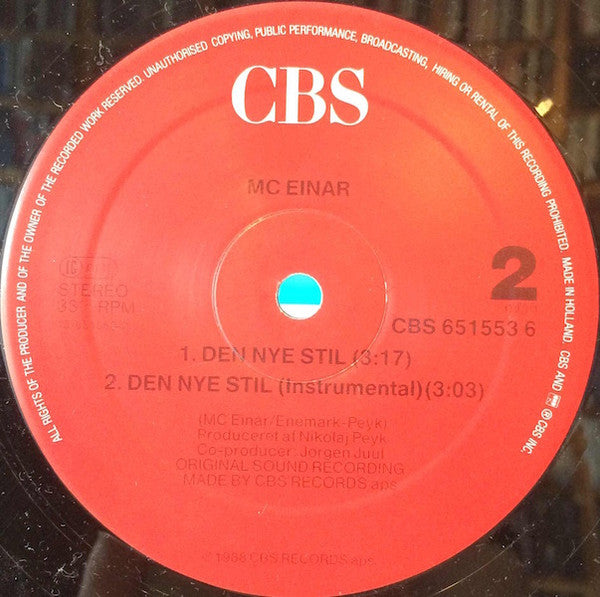 ALL RIGHTS OF THE PRODUCER AND OF THE OWNER OF THE RECORDED WORK RESERVED. UNAUTHORISED COPYING, PUBLIC PERFORMANCE, BROADCASTING, HIRING OR RENTAL OF THIS RECORDING PROHIBITED. MADE IN HOLLAND. CBS AND ℗ CBS INC.
CBS
MC EINAR
STEREO
33⅓ RPM
2
CBS 651553 6
1. DEN NYE STIL (3:17)
2. DEN NYE STIL (Instrumental) (3:03)
(MC Einar/Enemark-Peyk)
Produceret af Nikolaj Peyk
Co-producer: Jørgen Juul
ORIGINAL SOUND RECORDING
MADE BY CBS RECORDS aps
℗ 1988 CBS RECORDS aps.